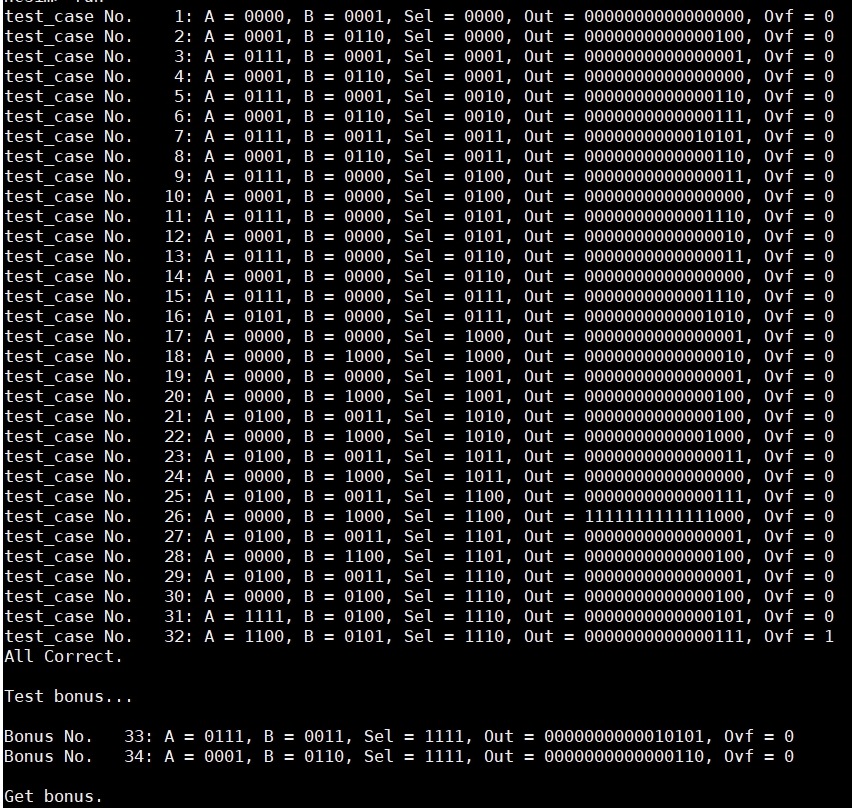 test_case No.    1: A = 0000, B = 0001, Sel = 0000, Out = 0000000000000000, Ovf = 0
test_case No.    2: A = 0001, B = 0110, Sel = 0000, Out = 0000000000000100, Ovf = 0
test_case No.    3: A = 0111, B = 0001, Sel = 0001, Out = 0000000000000001, Ovf = 0
test_case No.    4: A = 0001, B = 0110, Sel = 0001, Out = 0000000000000000, Ovf = 0
test_case No.    5: A = 0111, B = 0001, Sel = 0010, Out = 0000000000000110, Ovf = 0
test_case No.    6: A = 0001, B = 0110, Sel = 0010, Out = 0000000000000111, Ovf = 0
test_case No.    7: A = 0111, B = 0011, Sel = 0011, Out = 0000000000010101, Ovf = 0
test_case No.    8: A = 0001, B = 0110, Sel = 0011, Out = 0000000000000110, Ovf = 0
test_case No.    9: A = 0111, B = 0000, Sel = 0100, Out = 0000000000000011, Ovf = 0
test_case No.   10: A = 0001, B = 0000, Sel = 0100, Out = 0000000000000000, Ovf = 0
test_case No.   11: A = 0111, B = 0000, Sel = 0101, Out = 0000000000001110, Ovf = 0
test_case No.   12: A = 0001, B = 0000, Sel = 0101, Out = 0000000000000010, Ovf = 0
test_case No.   13: A = 0111, B = 0000, Sel = 0110, Out = 0000000000000011, Ovf = 0
test_case No.   14: A = 0001, B = 0000, Sel = 0110, Out = 0000000000000000, Ovf = 0
test_case No.   15: A = 0111, B = 0000, Sel = 0111, Out = 0000000000001110, Ovf = 0
test_case No.   16: A = 0101, B = 0000, Sel = 0111, Out = 0000000000001010, Ovf = 0
test_case No.   17: A = 0000, B = 0000, Sel = 1000, Out = 0000000000000001, Ovf = 0
test_case No.   18: A = 0000, B = 1000, Sel = 1000, Out = 0000000000000010, Ovf = 0
test_case No.   19: A = 0000, B = 0000, Sel = 1001, Out = 0000000000000001, Ovf = 0
test_case No.   20: A = 0000, B = 1000, Sel = 1001, Out = 0000000000000100, Ovf = 0
test_case No.   21: A = 0100, B = 0011, Sel = 1010, Out = 0000000000000100, Ovf = 0
test_case No.   22: A = 0000, B = 1000, Sel = 1010, Out = 0000000000001000, Ovf = 0
test_case No.   23: A = 0100, B = 0011, Sel = 1011, Out = 0000000000000011, Ovf = 0
test_case No.   24: A = 0000, B = 1000, Sel = 1011, Out = 0000000000000000, Ovf = 0
test_case No.   25: A = 0100, B = 0011, Sel = 1100, Out = 0000000000000111, Ovf = 0
test_case No.   26: A = 0000, B = 1000, Sel = 1100, Out = 1111111111111000, Ovf = 0
test_case No.   27: A = 0100, B = 0011, Sel = 1101, Out = 0000000000000001, Ovf = 0
test_case No.   28: A = 0000, B = 1100, Sel = 1101, Out = 0000000000000100, Ovf = 0
test_case No.   29: A = 0100, B = 0011, Sel = 1110, Out = 0000000000000001, Ovf = 0
test_case No.   30: A = 0000, B = 0100, Sel = 1110, Out = 0000000000000100, Ovf = 0
test_case No.   31: A = 1111, B = 0100, Sel = 1110, Out = 0000000000000101, Ovf = 0
test_case No.   32: A = 1100, B = 0101, Sel = 1110, Out = 0000000000000111, Ovf = 1
All Correct.
Test bonus...
Bonus No.   33: A = 0111, B = 0011, Sel = 1111, Out = 0000000000010101, Ovf = 0
Bonus No.   34: A = 0001, B = 0110, Sel = 1111, Out = 0000000000000110, Ovf = 0
Get bonus.